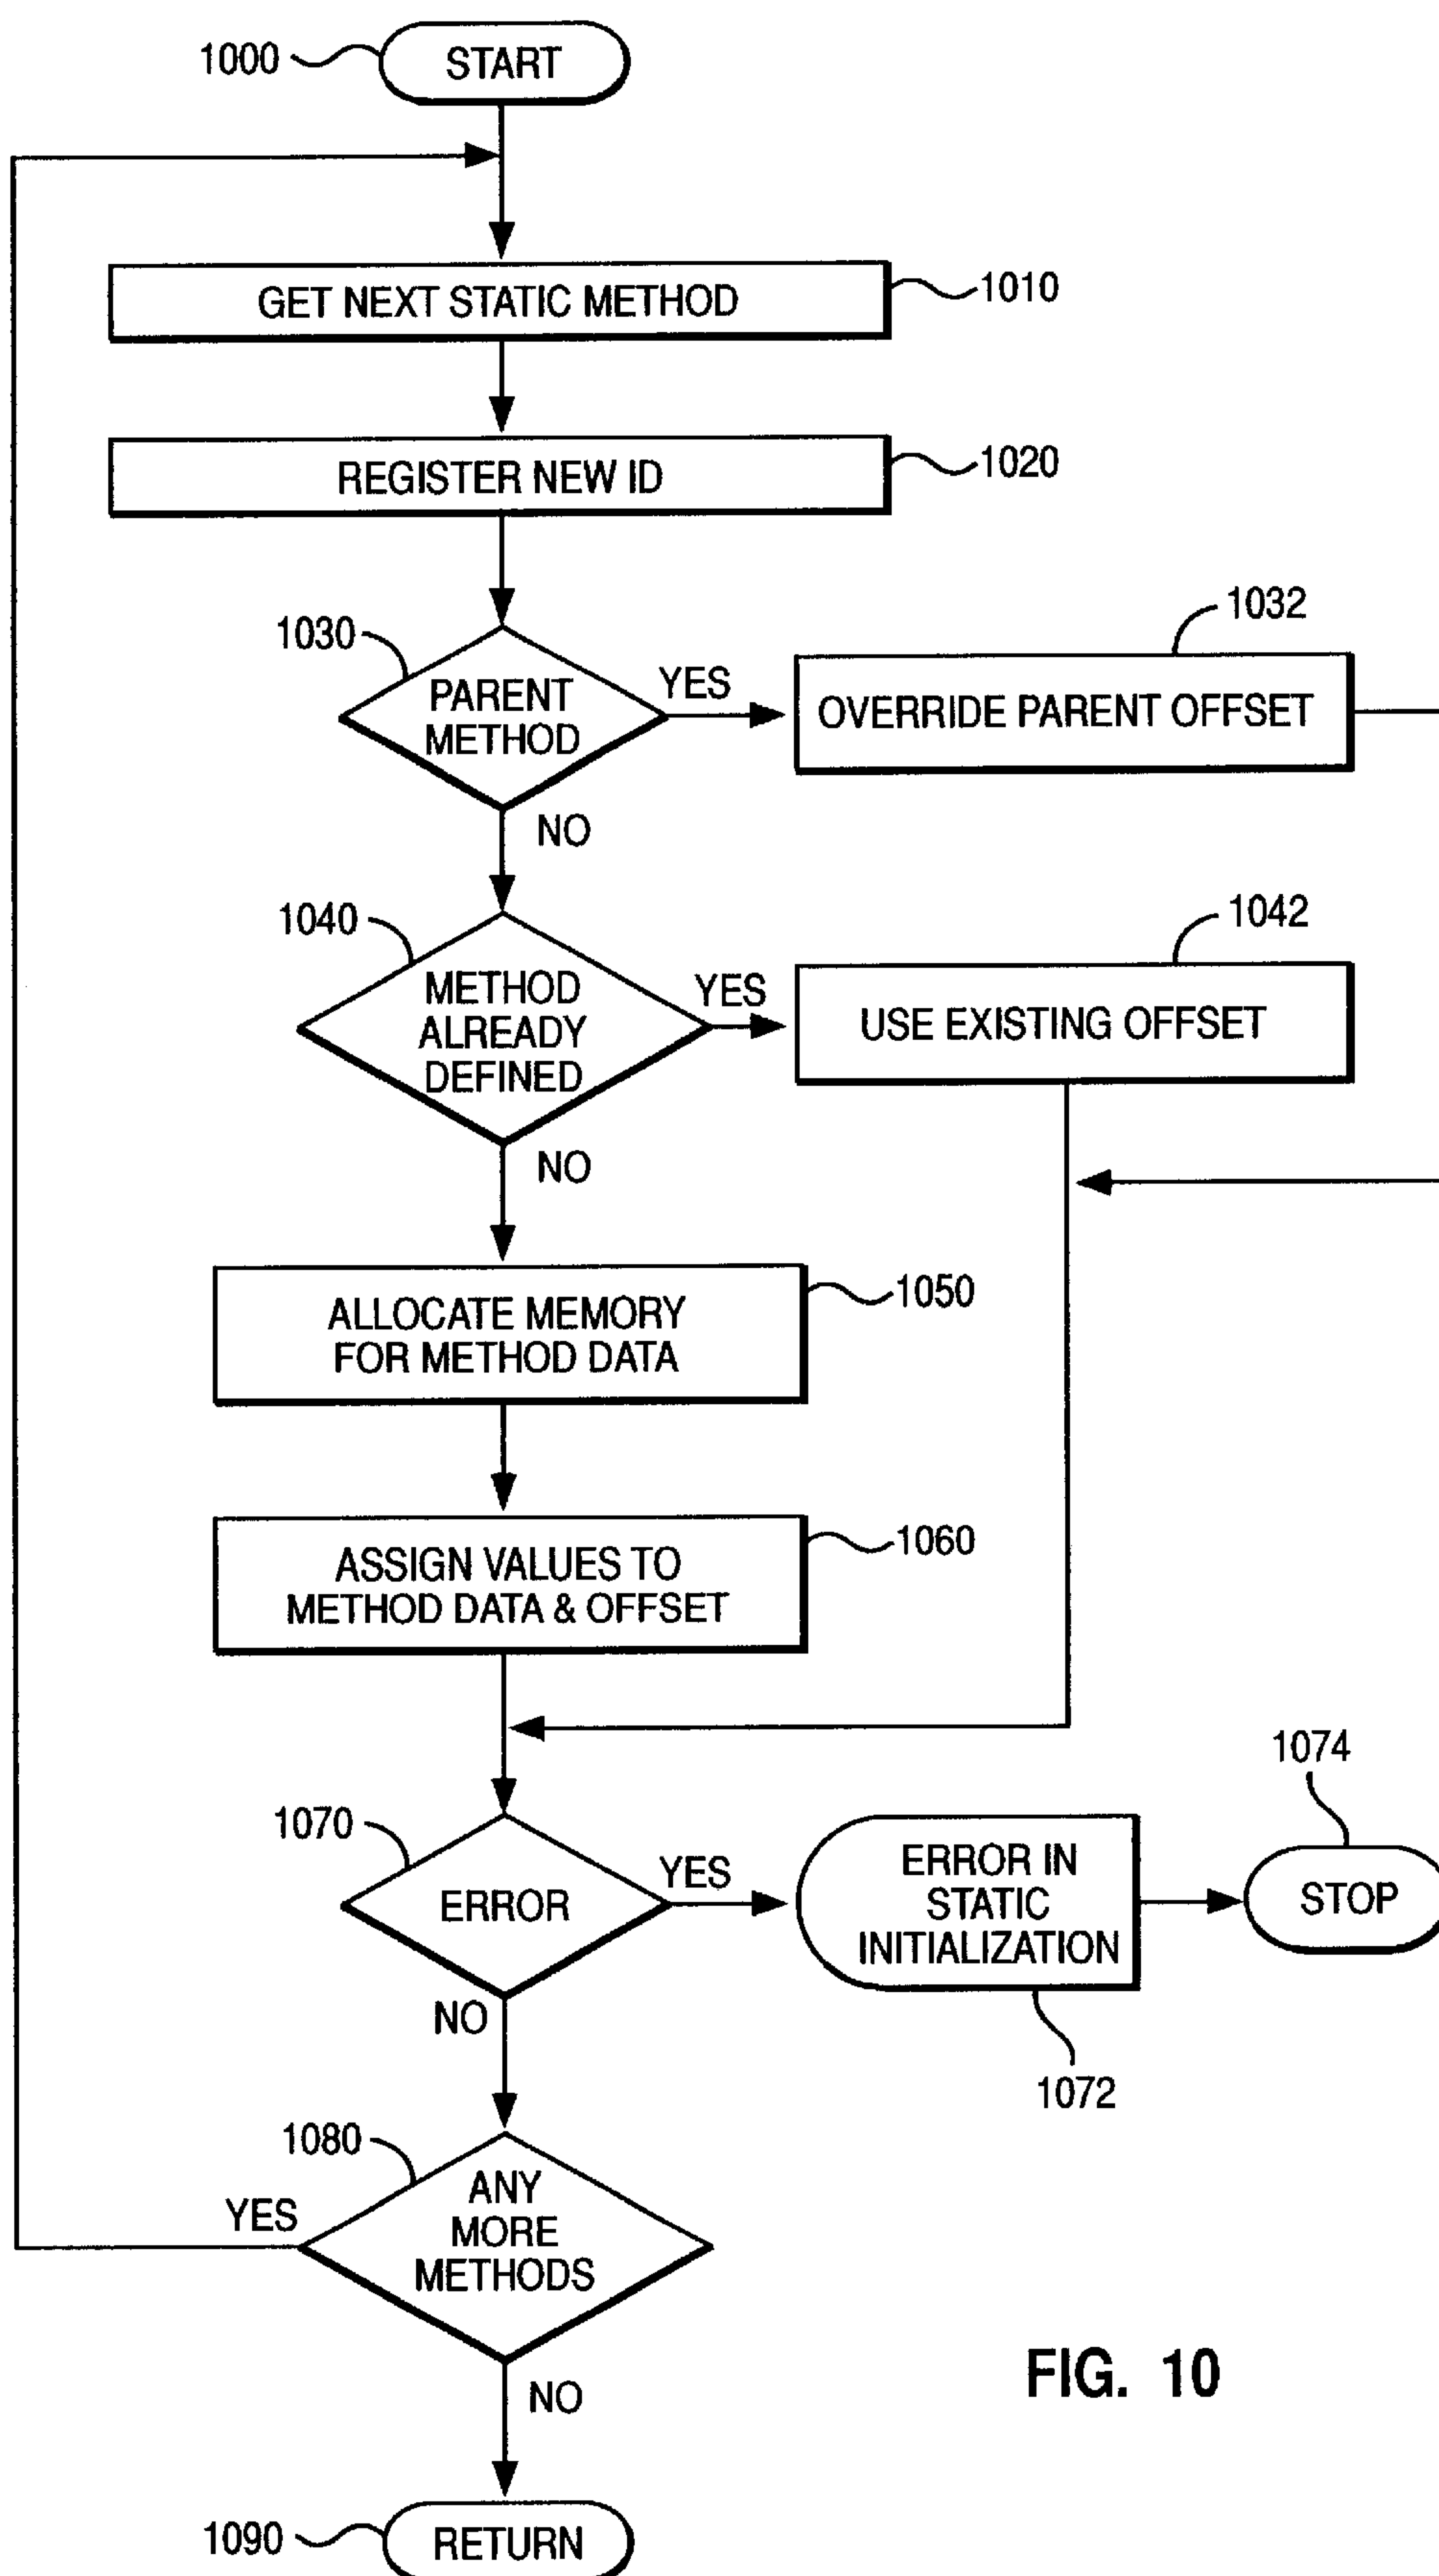 1000
START
GET NEXT STATIC METHOD
1010
REGISTER NEW ID
1020
1030
PARENT
METHOD
YES
1032
OVERRIDE PARENT OFFSET
NO
1040
METHOD
ALREADY
DEFINED
YES
1042
USE EXISTING OFFSET
NO
ALLOCATE MEMORY
FOR METHOD DATA
1050
ASSIGN VALUES TO
METHOD DATA & OFFSET
1060
1070
ERROR
YES
ERROR IN
STATIC
INITIALIZATION
1072
1074
STOP
NO
1080
ANY
MORE
METHODS
YES
NO
FIG. 10
1090
RETURN